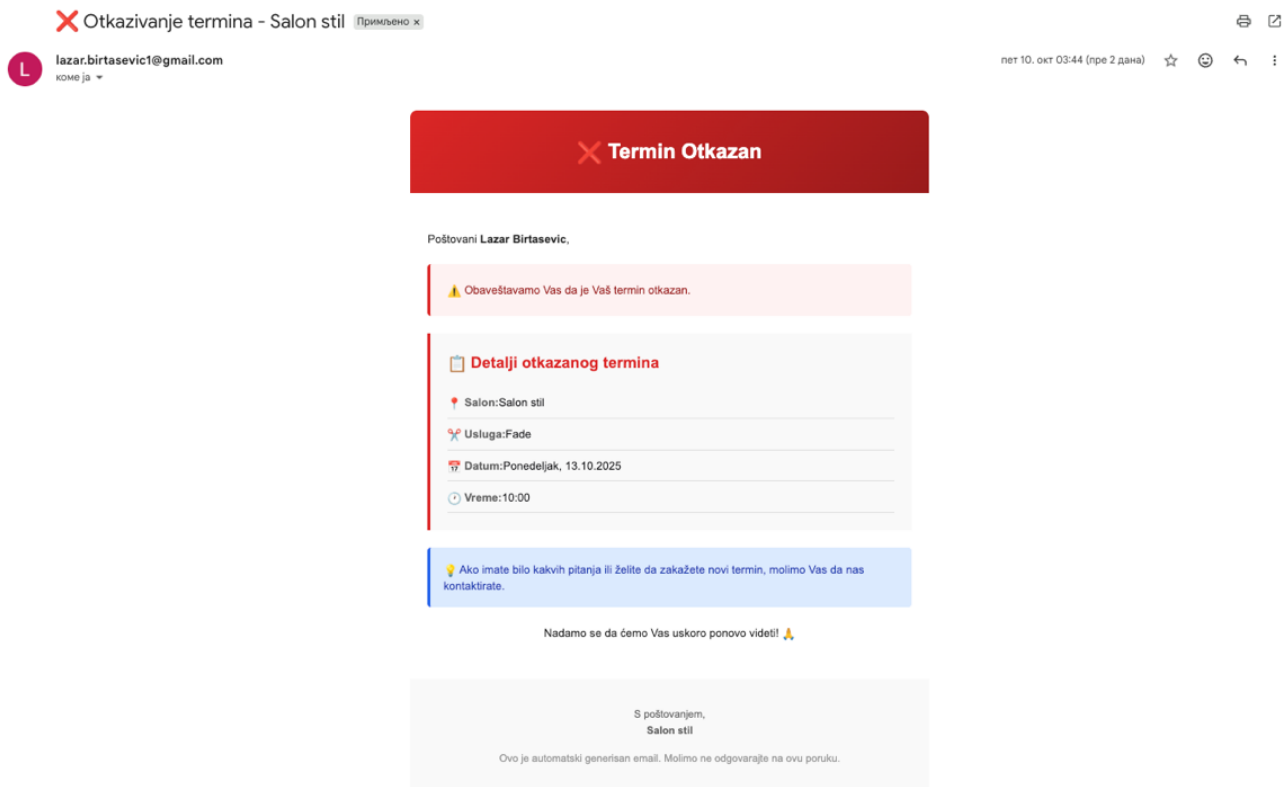 ❌ Otkazivanje termina - Salon stil Примљено ×
L
lazar.birtasevic1@gmail.com
коме ја
пет 10. окт 03:44 (пре 2 дана)
❌ Termin Otkazan
Poštovani Lazar Birtasevic,
⚠️ Obaveštavamo Vas da je Vaš termin otkazan.
📋 Detalji otkazanog termina
📍 Salon:Salon stil
✂️ Usluga:Fade
📅 Datum:Ponedeljak, 13.10.2025
🕐 Vreme:10:00
💡 Ako imate bilo kakvih pitanja ili želite da zakažete novi termin, molimo Vas da nas
kontaktirate.
Nadamo se da ćemo Vas uskoro ponovo videti! 🙏
S poštovanjem,
Salon stil
Ovo je automatski generisan email. Molimo ne odgovarajte na ovu poruku.